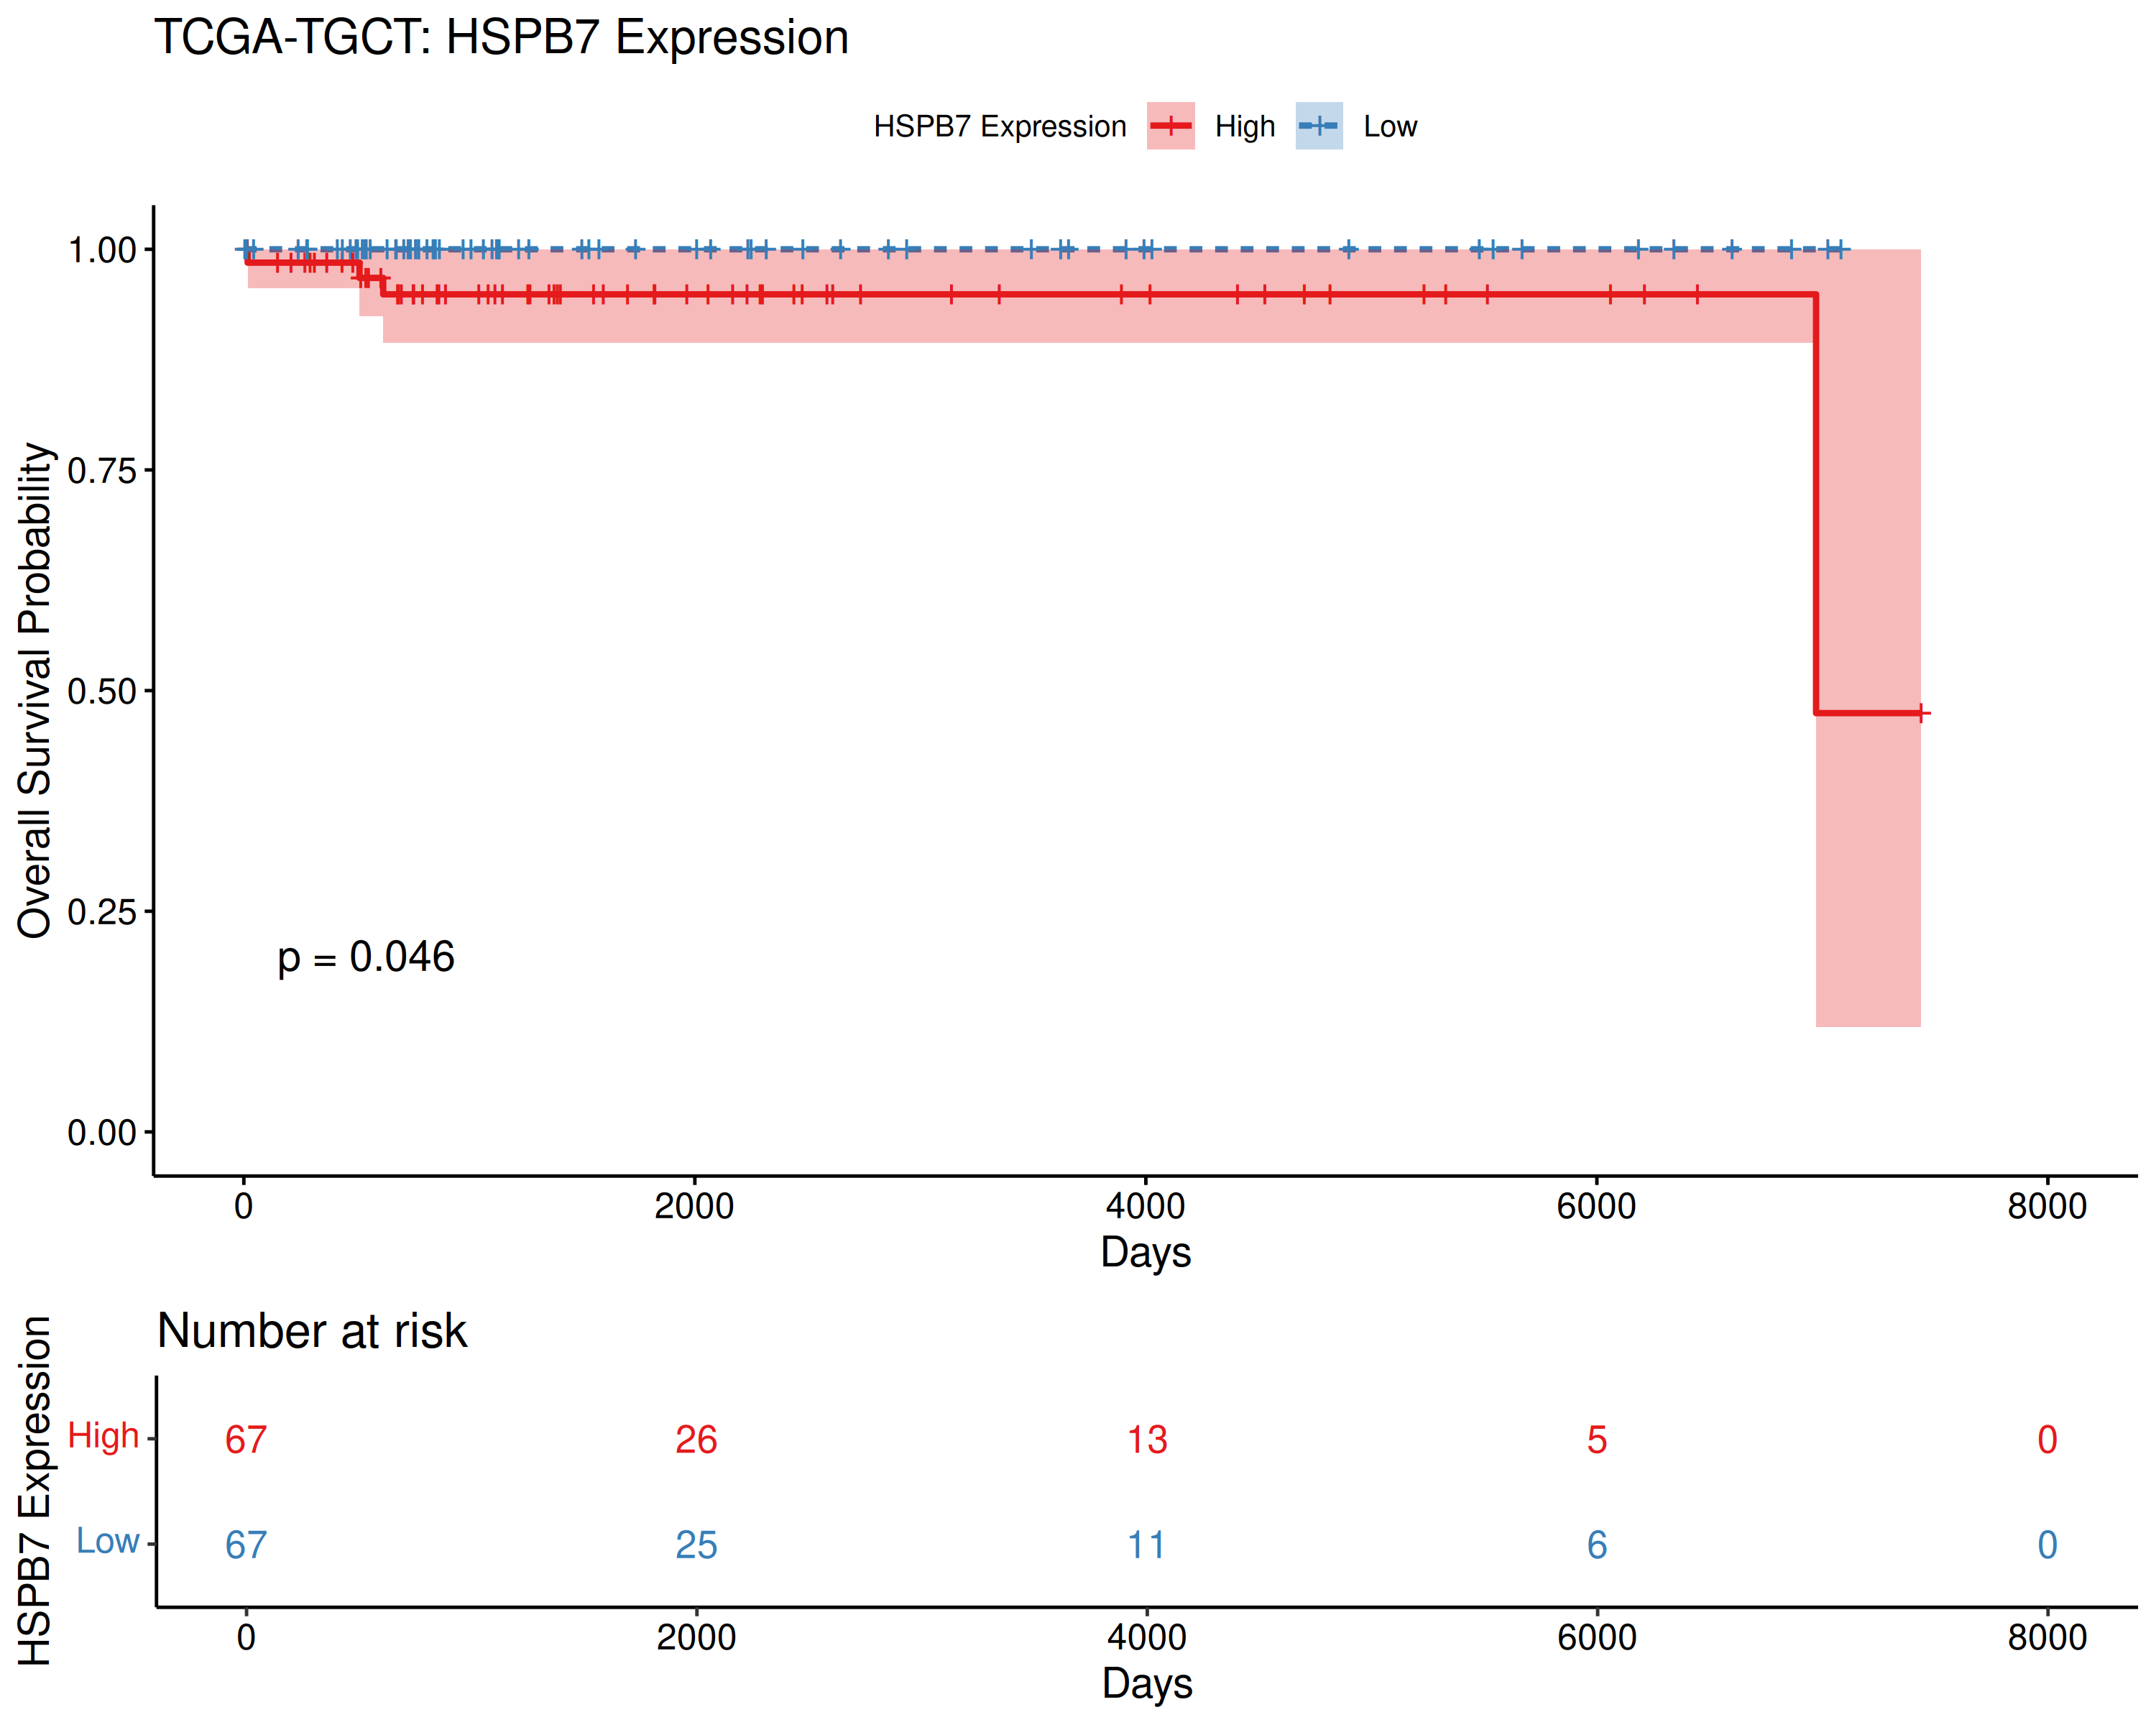 TCGA-TGCT: HSPB7 Expression
HSPB7 Expression High Low
Overall Survival Probability
1.00
0.75
0.50
0.25
0.00
p = 0.046
0 2000 4000 6000 8000
Days
Number at risk
HSPB7 Expression
High 67 26 13 5 0
Low 67 25 11 6 0
0 2000 4000 6000 8000
Days